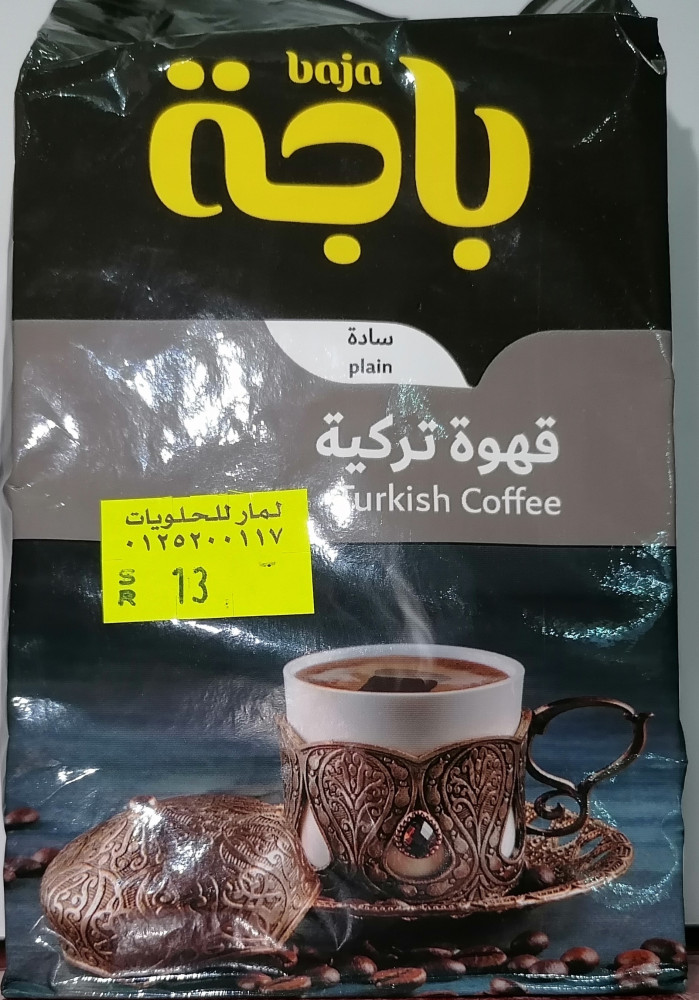 baja
باجة
سادة
plain
قهوة تركية
Turkish Coffee
لمار للحلويات
٠١٢٥٢٠٠١١٧
SR 13